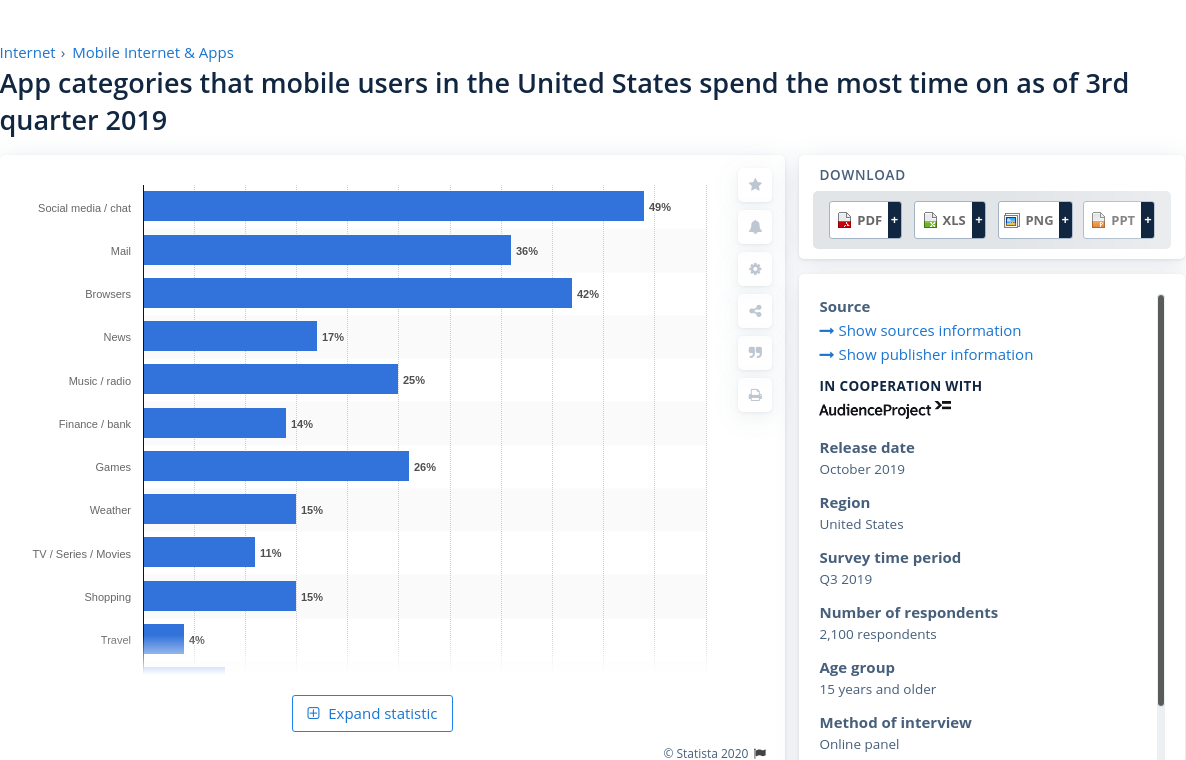 Internet › Mobile Internet & Apps
App categories that mobile users in the United States spend the most time on as of 3rd
quarter 2019
Social media / chat 49%
Mail 36%
Browsers 42%
News 17%
Music / radio 25%
Finance / bank 14%
Games 26%
Weather 15%
TV / Series / Movies 11%
Shopping 15%
Travel 4%
Expand statistic
© Statista 2020
DOWNLOAD
PDF + XLS + PNG + PPT +
Source
Show sources information
Show publisher information
IN COOPERATION WITH
AudienceProject
Release date
October 2019
Region
United States
Survey time period
Q3 2019
Number of respondents
2,100 respondents
Age group
15 years and older
Method of interview
Online panel